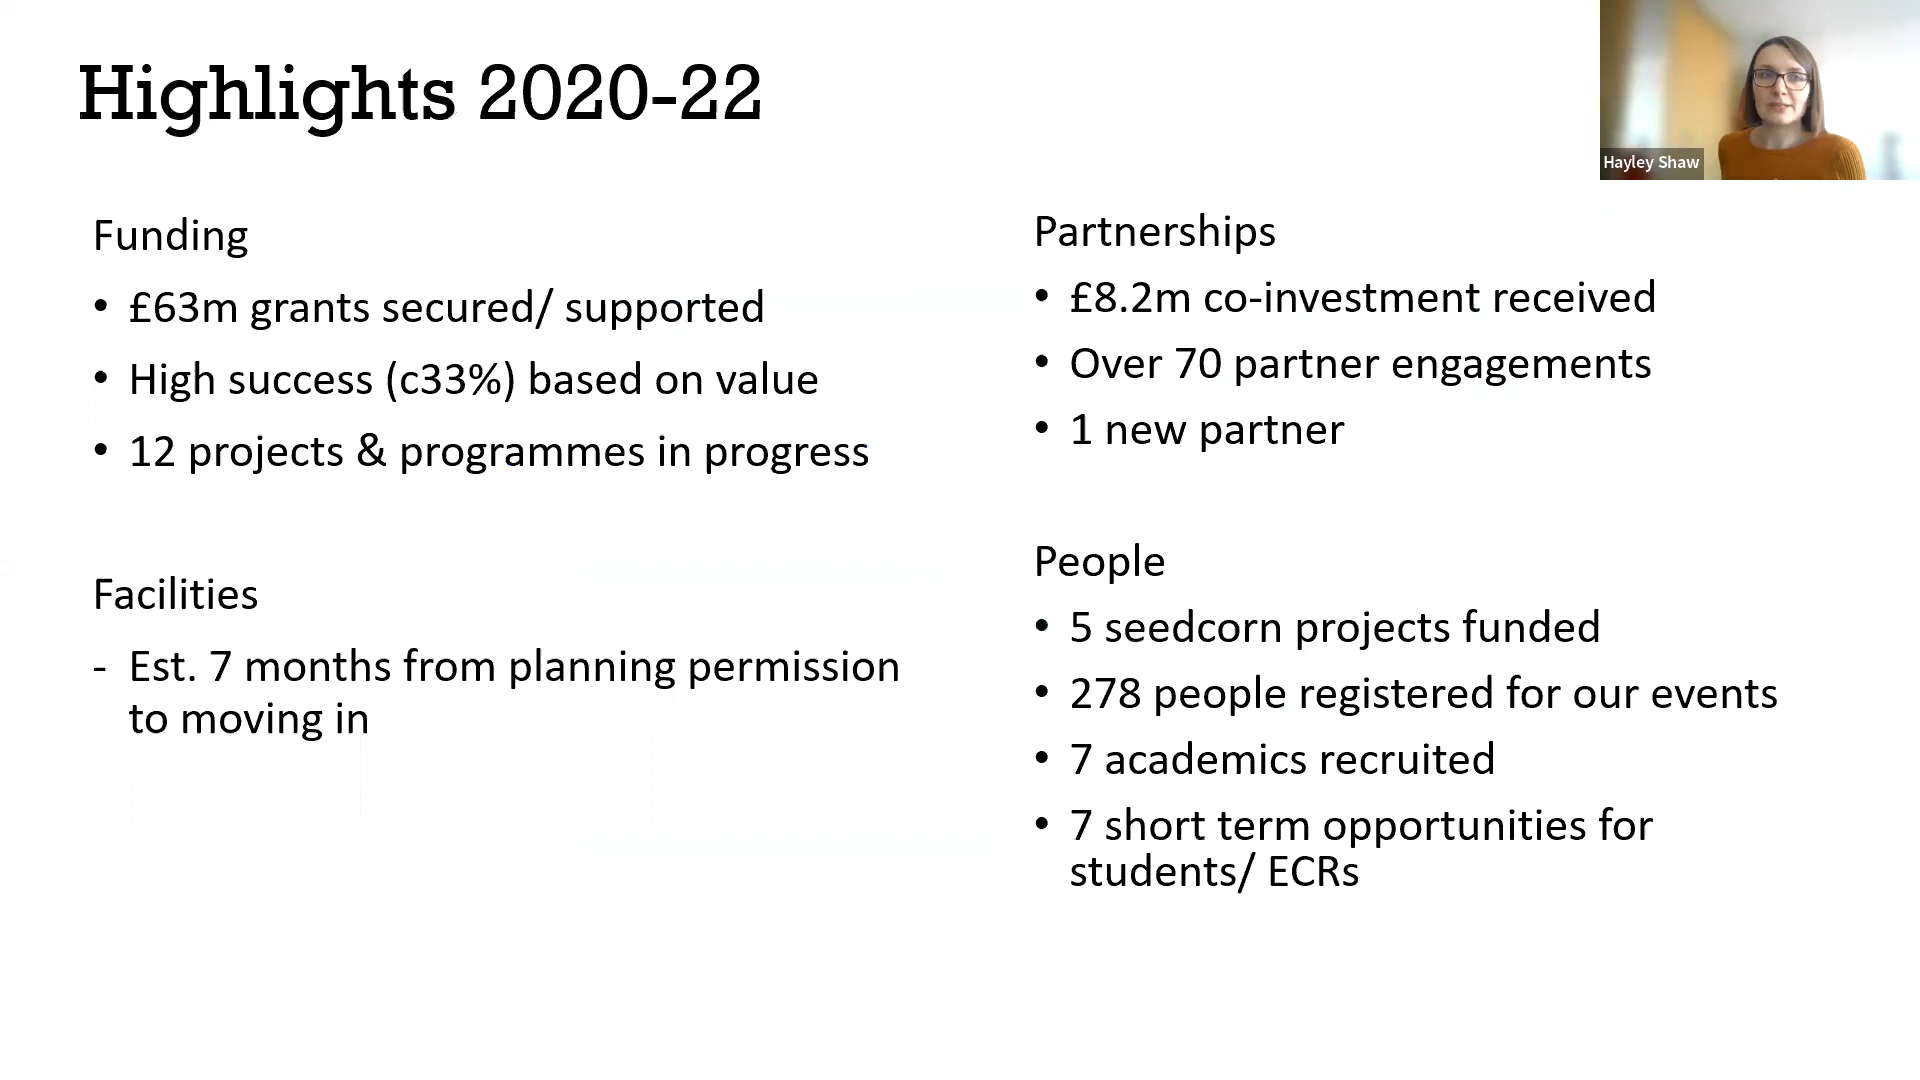 Highlights 2020-22
Hayley Shaw
Funding
• £63m grants secured/ supported
• High success (c33%) based on value
• 12 projects & programmes in progress
Facilities
- Est. 7 months from planning permission
to moving in
Partnerships
• £8.2m co-investment received
• Over 70 partner engagements
• 1 new partner
People
• 5 seedcorn projects funded
• 278 people registered for our events
• 7 academics recruited
• 7 short term opportunities for
students/ ECRs